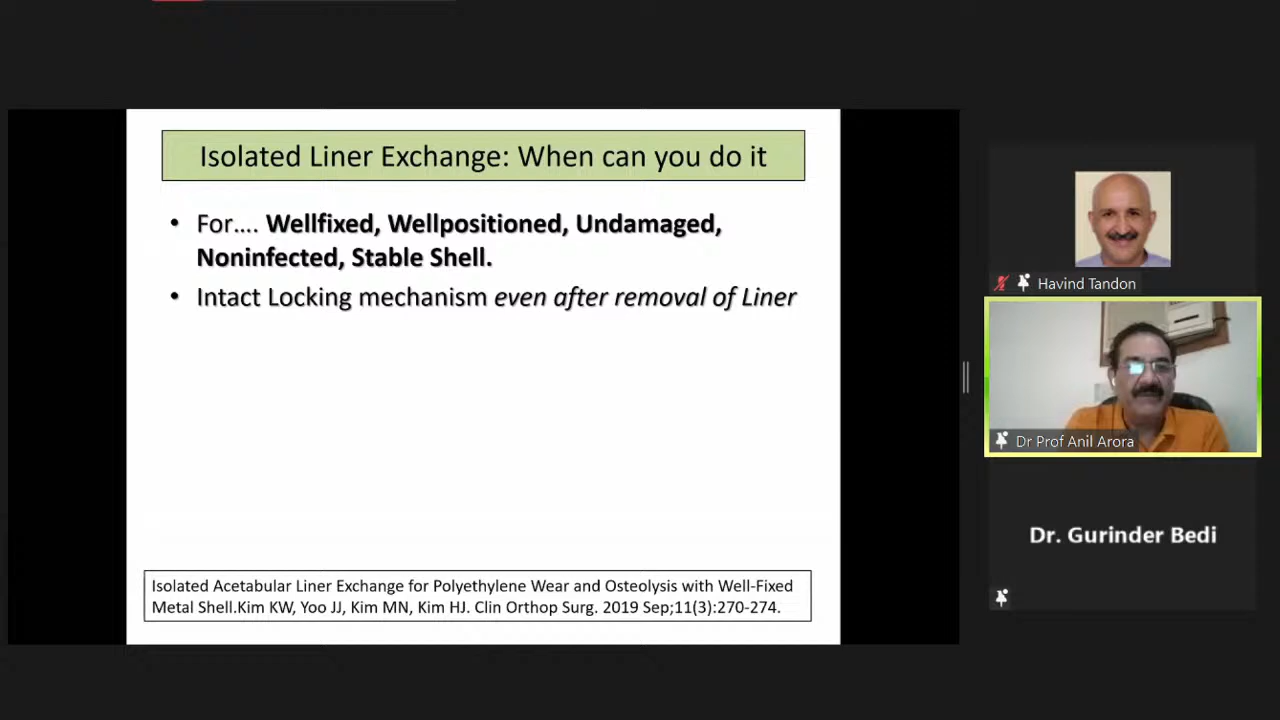 Isolated Liner Exchange: When can you do it
• For.... Wellfixed, Wellpositioned, Undamaged,
Noninfected, Stable Shell.
• Intact Locking mechanism even after removal of Liner
Isolated Acetabular Liner Exchange for Polyethylene Wear and Osteolysis with Well-Fixed
Metal Shell.Kim KW, Yoo JJ, Kim MN, Kim HJ. Clin Orthop Surg. 2019 Sep;11(3):270-274.
Havind Tandon
Dr Prof Anil Arora
Dr. Gurinder Bedi